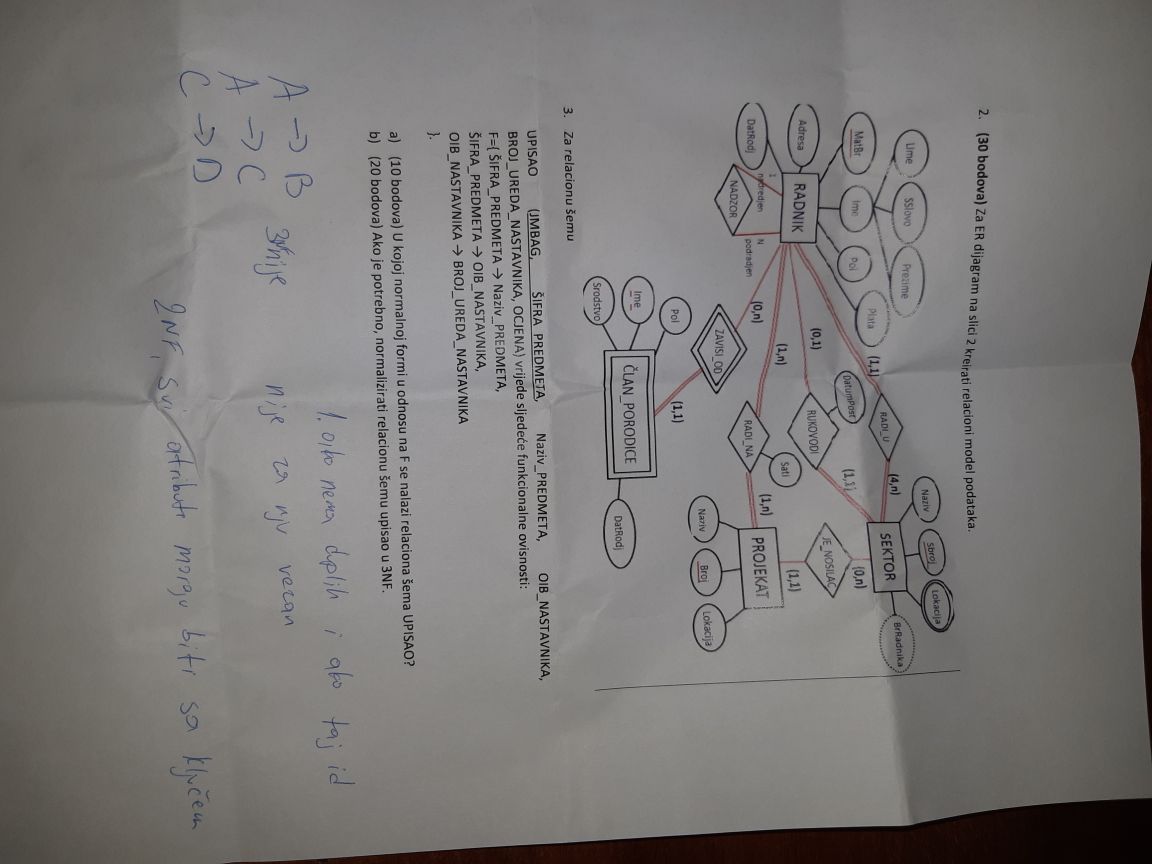 2. (30 bodova) Za ER dijagram na slici 2 kreirati relacioni model podataka.
Lime
SSlovo
Prezime
MatBr
Ime
Pol
Plata
Adresa
RADNIK
DatRodj
1
nadredjen
N
podradjen
NADZOR
(1,1)
RADI_U
(4,n)
Naziv
Sbroj
Lokacija
SEKTOR
BrRadnika
DatumPost
(0,1)
RUKOVODI
(1,1)
(0,n)
JE_NOSILAC
(1,1)
(1,n)
Sati
RADI_NA
(1,n)
PROJEKAT
Naziv
Broj
Lokacija
(0,n)
ZAVISI_OD
(1,1)
Pol
Ime
Srodstvo
ČLAN_PORODICE
DatRodj
3. Za relacionu šemu
UPISAO (JMBAG, ŠIFRA_PREDMETA, Naziv_PREDMETA, OIB_NASTAVNIKA,
BROJ_UREDA_NASTAVNIKA, OCJENA) vrijede sljedeće funkcionalne ovisnosti:
F={ ŠIFRA_PREDMETA → Naziv_PREDMETA,
ŠIFRA_PREDMETA → OIB_NASTAVNIKA,
OIB_NASTAVNIKA → BROJ_UREDA_NASTAVNIKA
}.
a) (10 bodova) U kojoj normalnoj formi u odnosu na F se nalazi relaciona šema UPISAO?
b) (20 bodova) Ako je potrebno, normalizirati relacionu šemu upisao u 3NF.
1. nema duplih i ako taj id
nije za nju vezan
A → B
A → C
C → D
nije
2NF, svi atributi moraju biti sa ključem